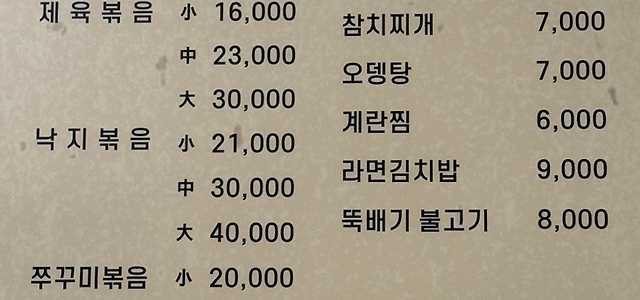 제육볶음 小 16,000
中 23,000
大 30,000
낙지볶음 小 21,000
中 30,000
大 40,000
쭈꾸미볶음 小 20,000
참치찌개 7,000
오뎅탕 7,000
계란찜 6,000
라면김치밥 9,000
뚝배기 불고기 8,000